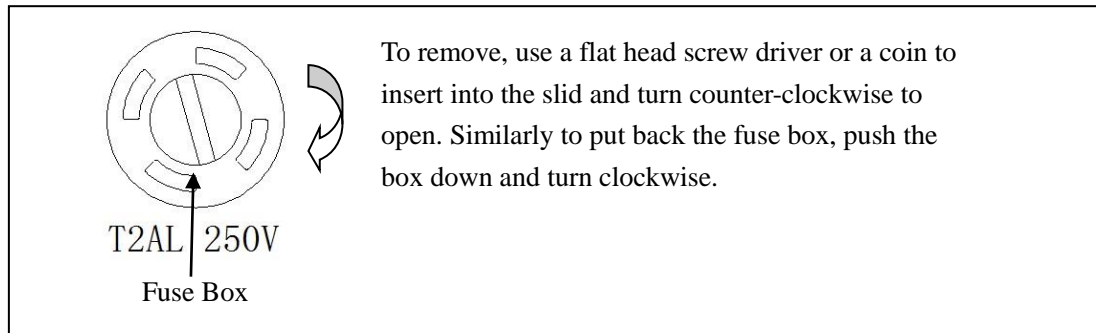 To remove, use a flat head screw driver or a coin to
insert into the slid and turn counter-clockwise to
open. Similarly to put back the fuse box, push the
box down and turn clockwise.
T2AL 250V
Fuse Box